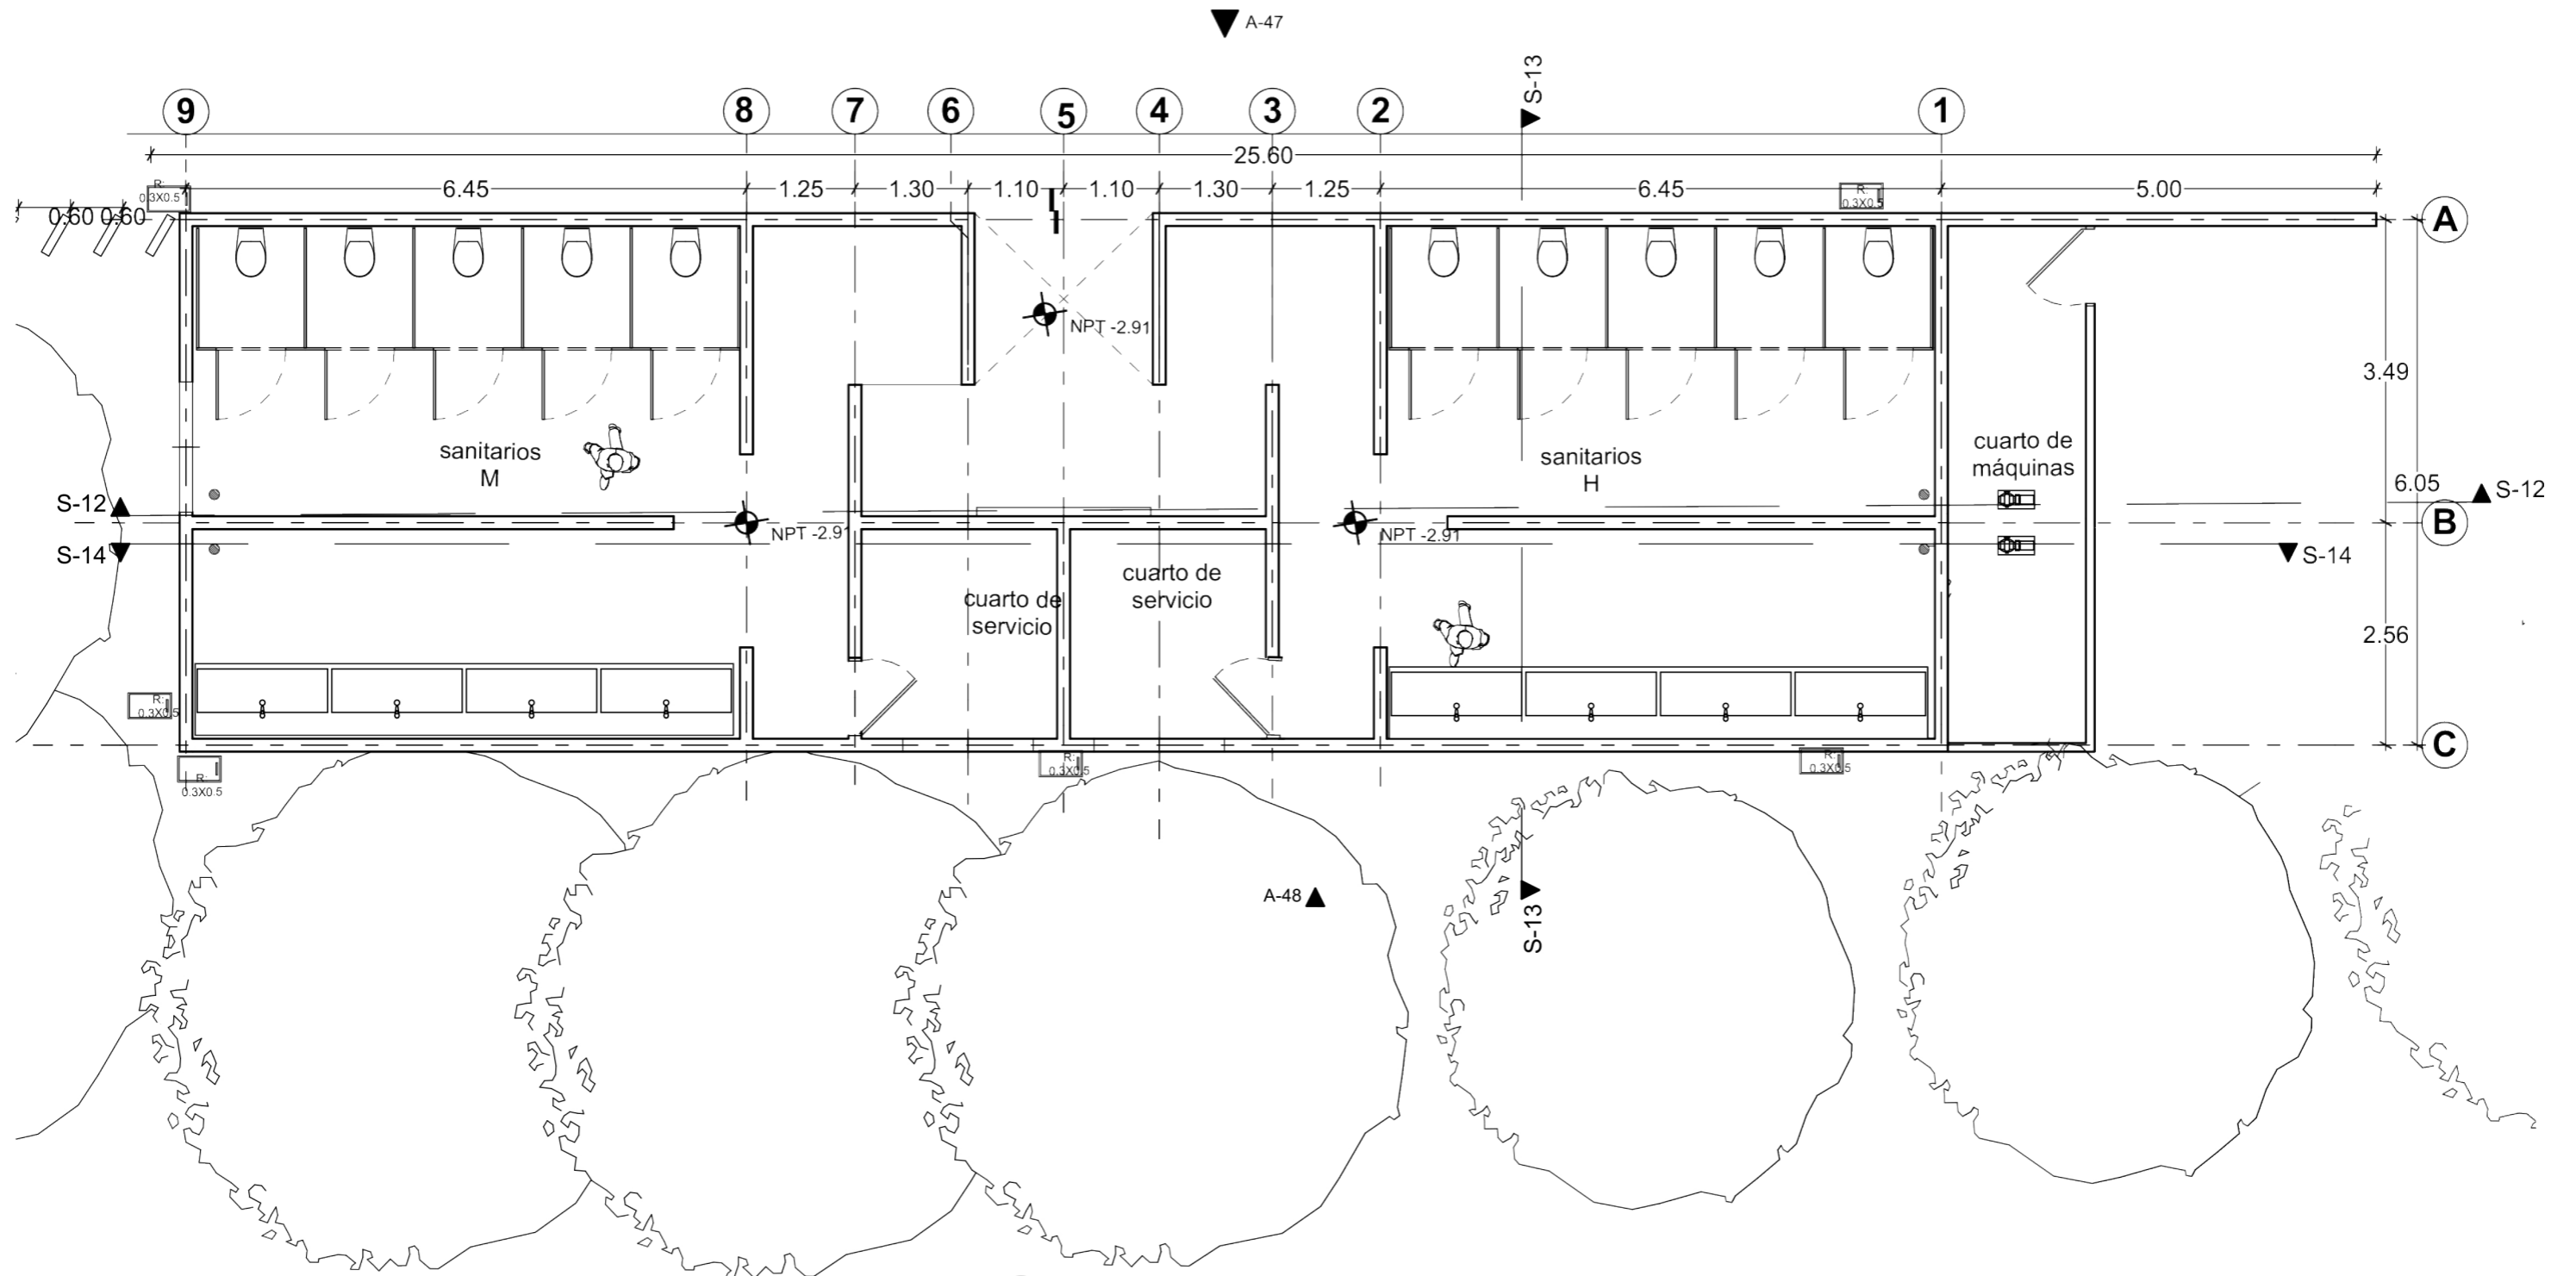 A-47
S-13
9 8 7 6 5 4 3 2 1
25.60
6.45 1.25 1.30 1.10 1.10 1.30 1.25 6.45 5.00
R:
0.3X0.5
R:
0.3X0.5
0.60 0.60
A
NPT -2.91
3.49
sanitarios
M
sanitarios
H
cuarto de
máquinas
6.05
S-12
S-12
B
NPT -2.91
NPT -2.91
S-14
S-14
cuarto de
servicio
cuarto de
servicio
2.56
R:
0.3X0.5
C
R:
0.3X0.5
R:
0.3X0.5
R:
0.3X0.5
A-48
S-13